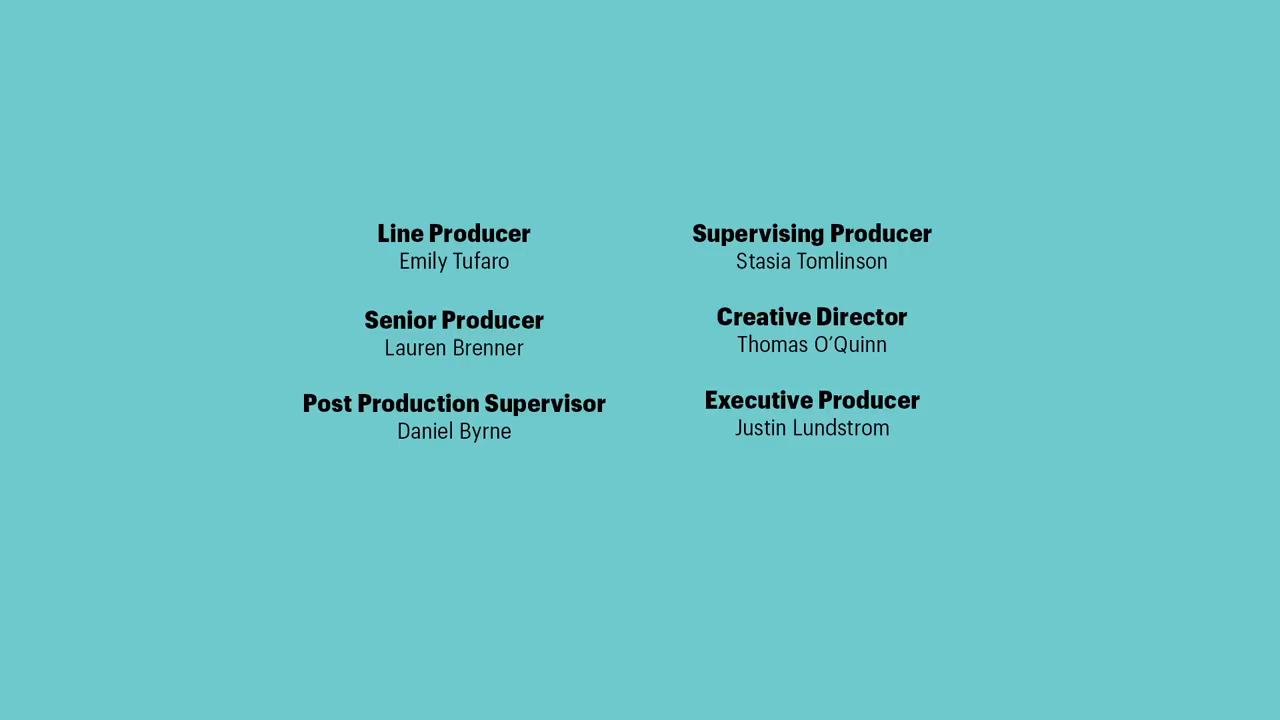 Line Producer
Emily Tufaro
Senior Producer
Lauren Brenner
Post Production Supervisor
Daniel Byrne
Supervising Producer
Stasia Tomlinson
Creative Director
Thomas O’Quinn
Executive Producer
Justin Lundstrom